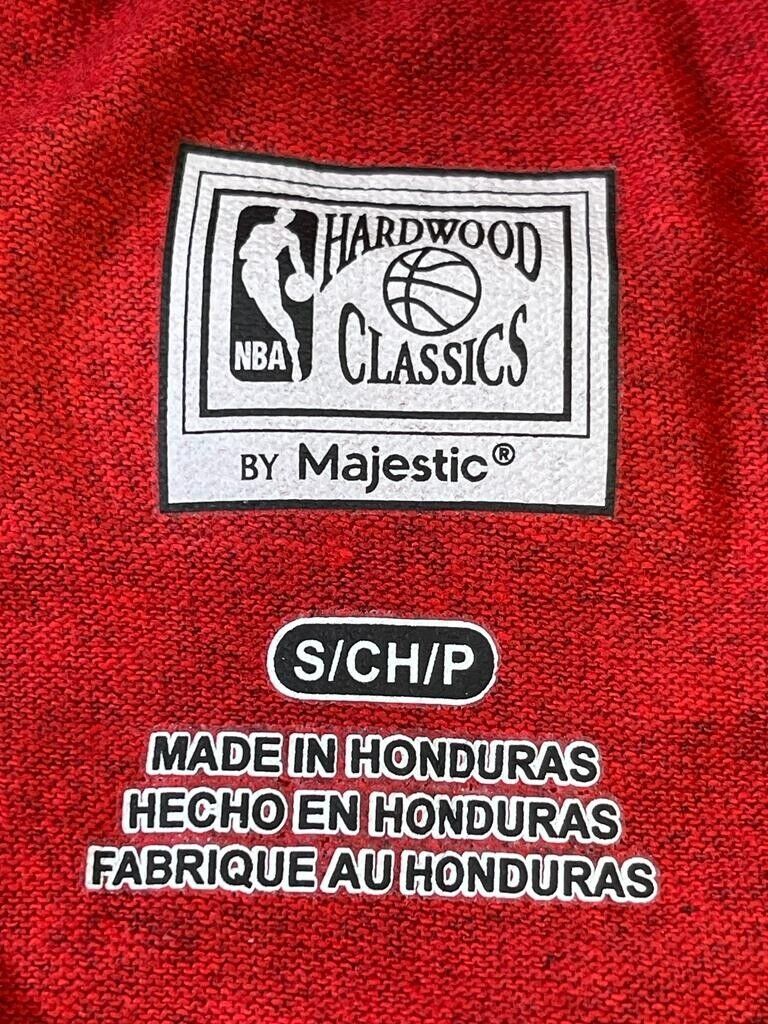 HARDWOOD
CLASSICS
NBA
BY Majestic®
S/CH/P
MADE IN HONDURAS
HECHO EN HONDURAS
FABRIQUE AU HONDURAS